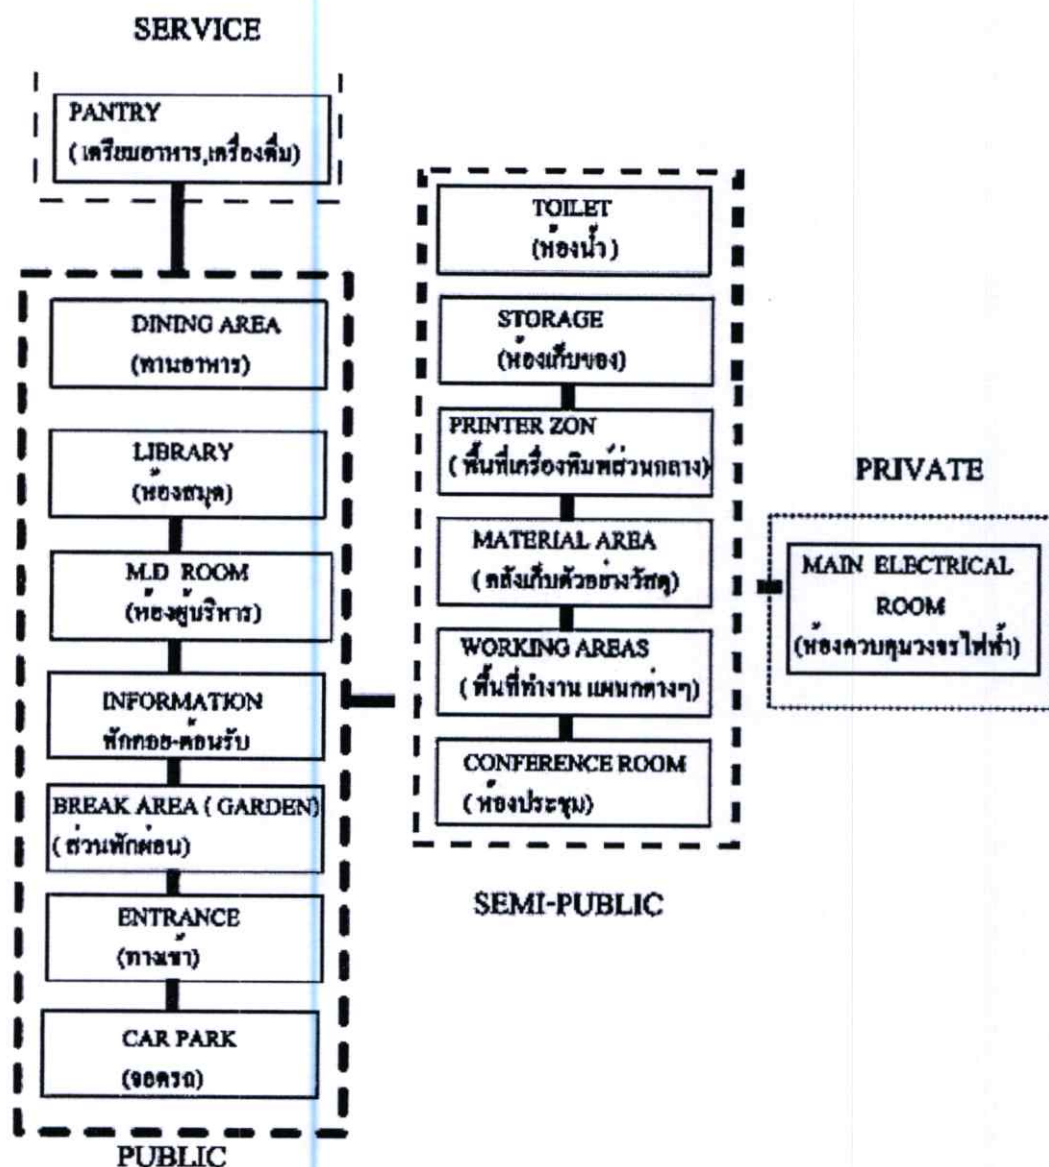 SERVICE
PANTRY
(เตรียมอาหาร,เครื่องดื่ม)
DINING AREA
(ทานอาหาร)
LIBRARY
(ห้องสมุด)
M.D ROOM
(ห้องผู้บริหาร)
INFORMATION
พักคอย-ต้อนรับ
BREAK AREA ( GARDEN)
( ส่วนพักผ่อน)
ENTRANCE
(ทางเข้า)
CAR PARK
(จอดรถ)
PUBLIC
TOILET
(ห้องน้ำ)
STORAGE
(ห้องเก็บของ)
PRINTER ZON
( พื้นที่เครื่องพิมพ์ส่วนกลาง)
MATERIAL AREA
( คลังเก็บตัวอย่างวัสดุ)
WORKING AREAS
( พื้นที่ทำงาน แผนกต่างๆ)
CONFERENCE ROOM
( ห้องประชุม)
SEMI-PUBLIC
PRIVATE
MAIN ELECTRICAL
ROOM
(ห้องควบคุมวงจรไฟฟ้า)